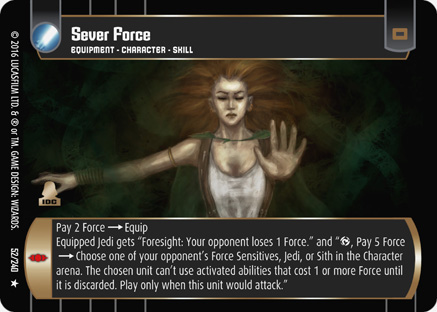 Sever Force
EQUIPMENT - CHARACTER - SKILL
© 2016 LUCASFILM LTD. & ® or TM. GAME DESIGN: WIZARDS.
52/240 ★
IDC
Pay 2 Force → Equip
Equipped Jedi gets "Foresight: Your opponent loses 1 Force." and " , Pay 5 Force
→ Choose one of your opponent's Force Sensitives, Jedi, or Sith in the Character
arena. The chosen unit can't use activated abilities that cost 1 or more Force until
it is discarded. Play only when this unit would attack."